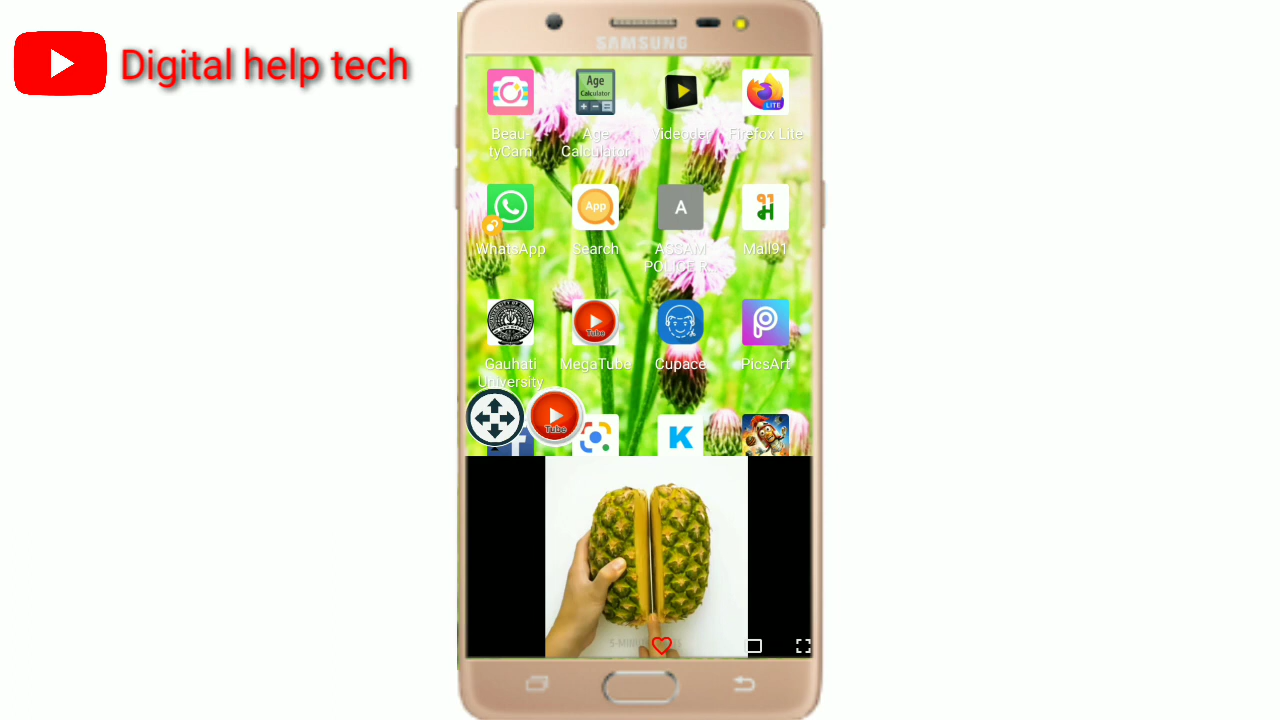 Digital help tech
SAMSUNG
Age
Calculator
LITE
Beau-
tyCam
Age
Calculator
Videoder
Firefox Lite
App
A
WhatsApp
Search
ASSAM
POLICE R
Mall91
Tube
Gauhati
University
MegaTube
Cupace
PicsArt
Tube
K